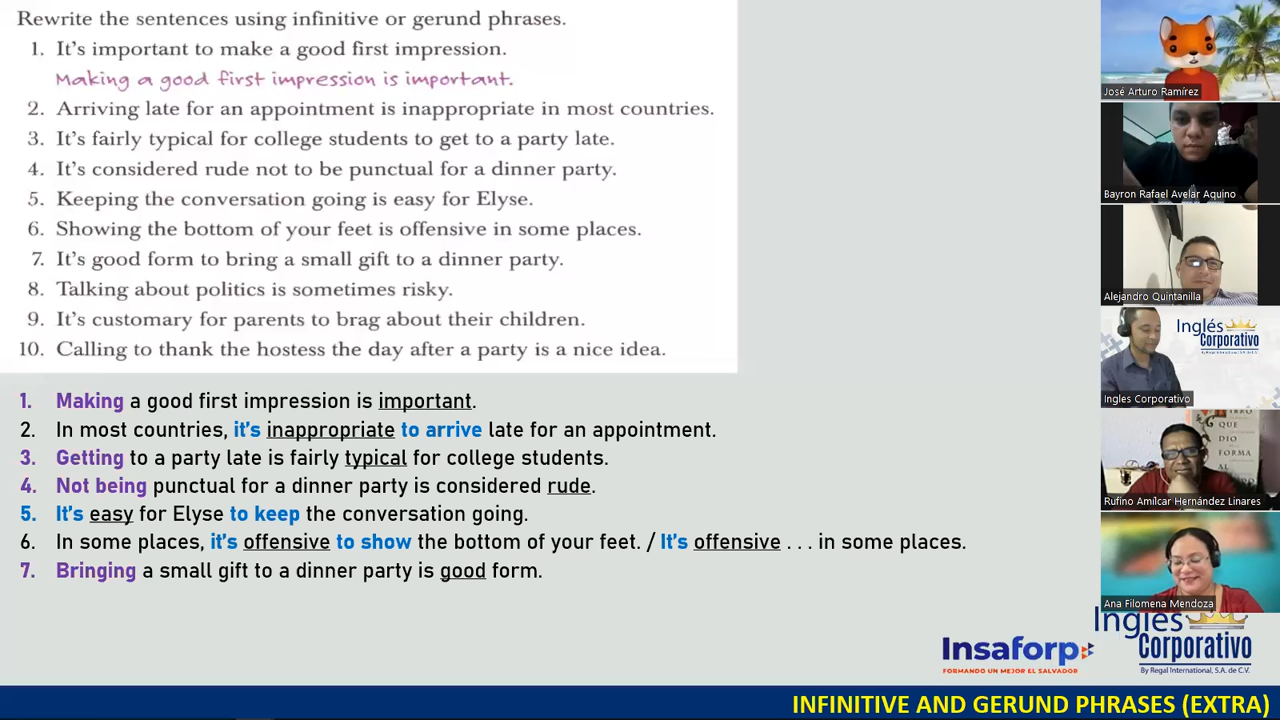 Rewrite the sentences using infinitive or gerund phrases.
1. It's important to make a good first impression.
Making a good first impression is important.
2. Arriving late for an appointment is inappropriate in most countries.
3. It's fairly typical for college students to get to a party late.
4. It's considered rude not to be punctual for a dinner party.
5. Keeping the conversation going is easy for Elyse.
6. Showing the bottom of your feet is offensive in some places.
7. It's good form to bring a small gift to a dinner party.
8. Talking about politics is sometimes risky.
9. It's customary for parents to brag about their children.
10. Calling to thank the hostess the day after a party is a nice idea.
1. Making a good first impression is important.
2. In most countries, it's inappropriate to arrive late for an appointment.
3. Getting to a party late is fairly typical for college students.
4. Not being punctual for a dinner party is considered rude.
5. It's easy for Elyse to keep the conversation going.
6. In some places, it's offensive to show the bottom of your feet. / It's offensive . . . in some places.
7. Bringing a small gift to a dinner party is good form.
José Arturo Ramírez
Bayron Rafael Avelar Aquino
Alejandro Quintanilla
Inglés
Corporativo
By Regal International, S.A. de C.V.
Ingles Corporativo
QUE
DIO
FORMA
AL
Rufino Amílcar Hernández Linares
Ana Filomena Mendoza
Insaforp
FORMANDO UN MEJOR EL SALVADOR
Inglés
Corporativo
By Regal International, S.A. de C.V.
INFINITIVE AND GERUND PHRASES (EXTRA)